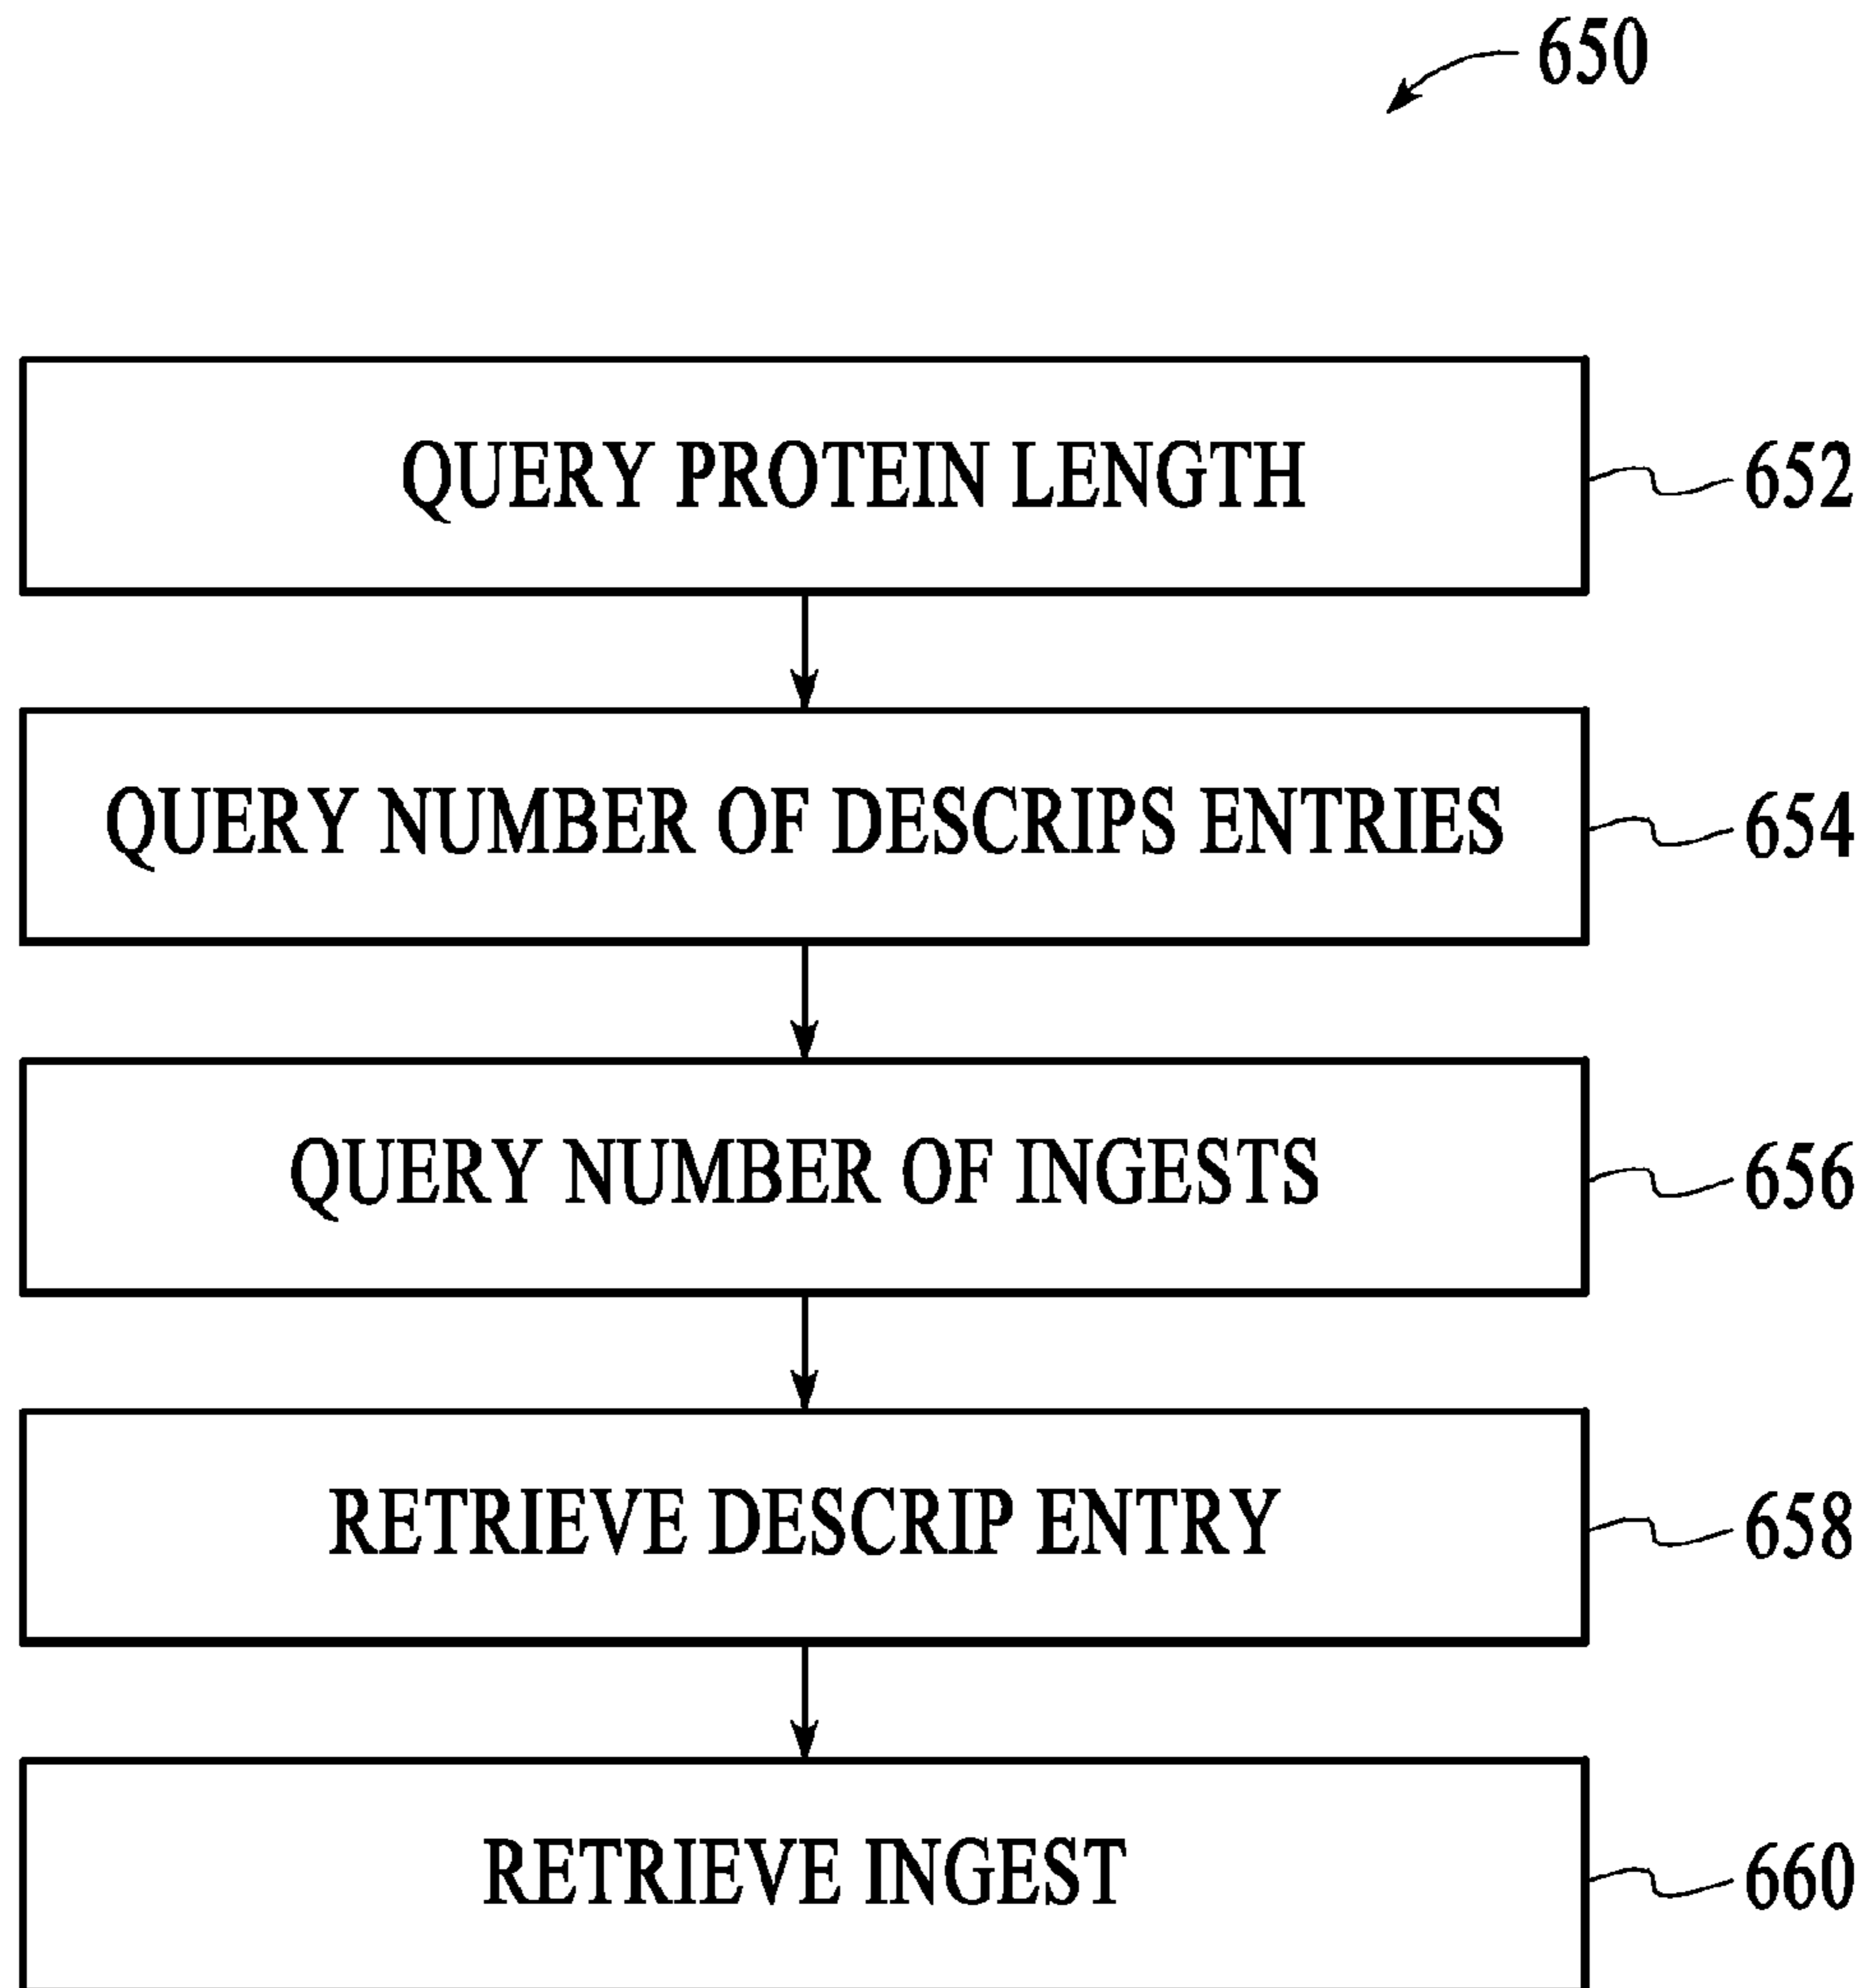 650
QUERY PROTEIN LENGTH
652
QUERY NUMBER OF DESCRIPS ENTRIES
654
QUERY NUMBER OF INGESTS
656
RETRIEVE DESCRIP ENTRY
658
RETRIEVE INGEST
660